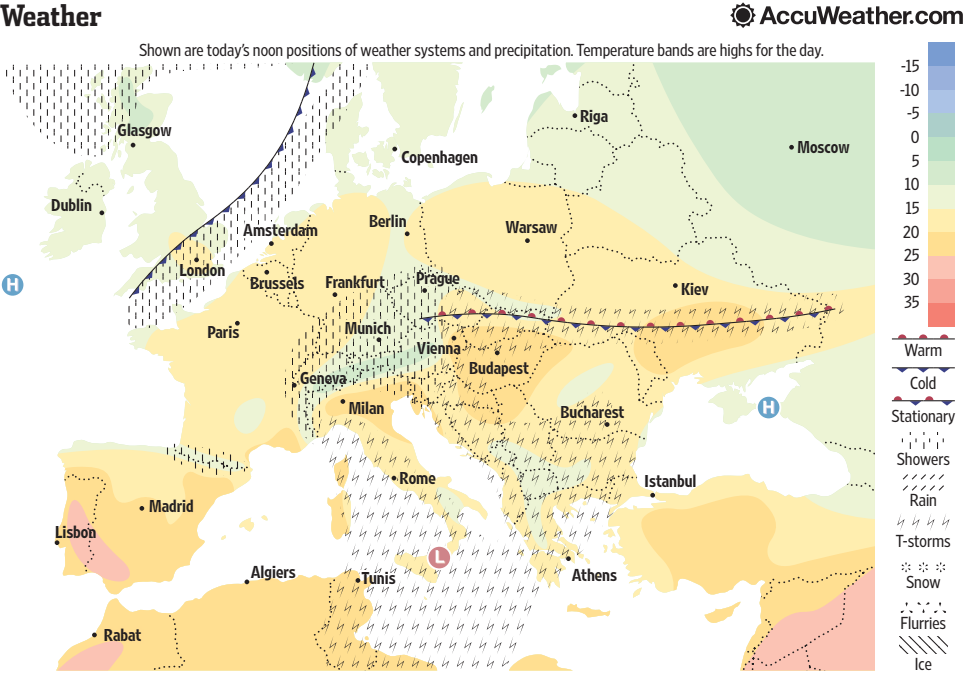 Weather
AccuWeather.com
Shown are today's noon positions of weather systems and precipitation. Temperature bands are highs for the day.
-15
-10
-5
0
5
10
15
20
25
30
35
Warm
Cold
Stationary
Showers
Rain
T-storms
Snow
Flurries
Ice
Glasgow
Riga
Moscow
Copenhagen
Dublin
Berlin
Warsaw
Amsterdam
London
H
Brussels
Frankfurt
Prague
Kiev
Paris
Munich
Vienna
Budapest
Geneva
Milan
Bucharest
H
Rome
Istanbul
Madrid
Lisbon
L
Athens
Algiers
Tunis
Rabat